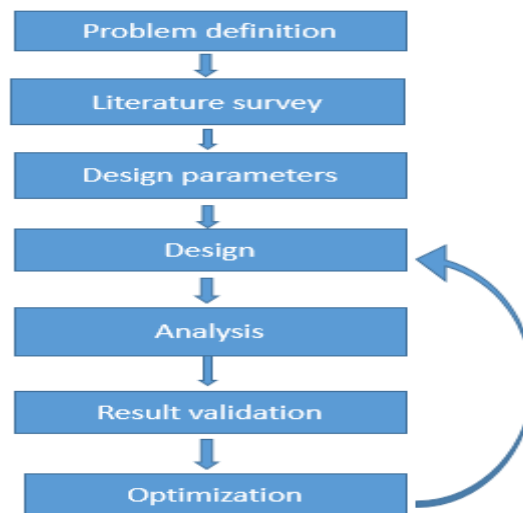 Problem definition
Literature survey
Design parameters
Design
Analysis
Result validation
Optimization